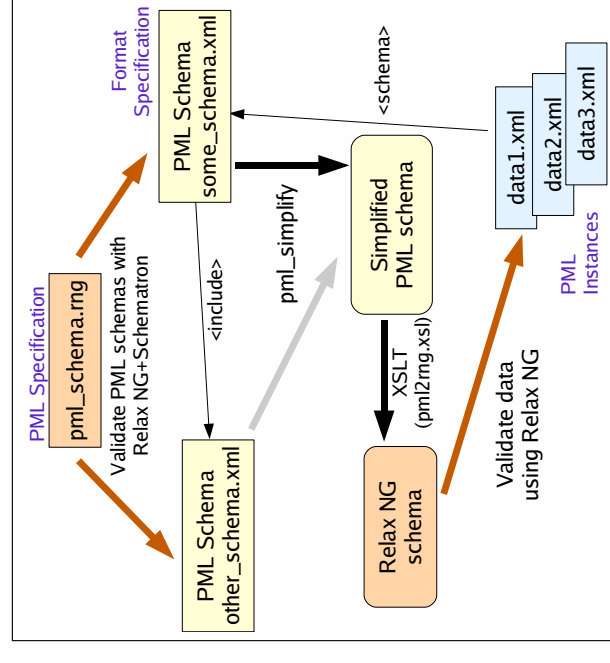 PML Specification
pml_schema.rng
Validate PML schemas with
Relax NG+Schematron
Format
Specification
PML Schema
other_schema.xml
<include>
PML Schema
some_schema.xml
pml_simplify
<schema>
Relax NG
schema
XSLT
(pml2rng.xsl)
Simplified
PML schema
Validate data
using Relax NG
data1.xml
data2.xml
data3.xml
PML
Instances